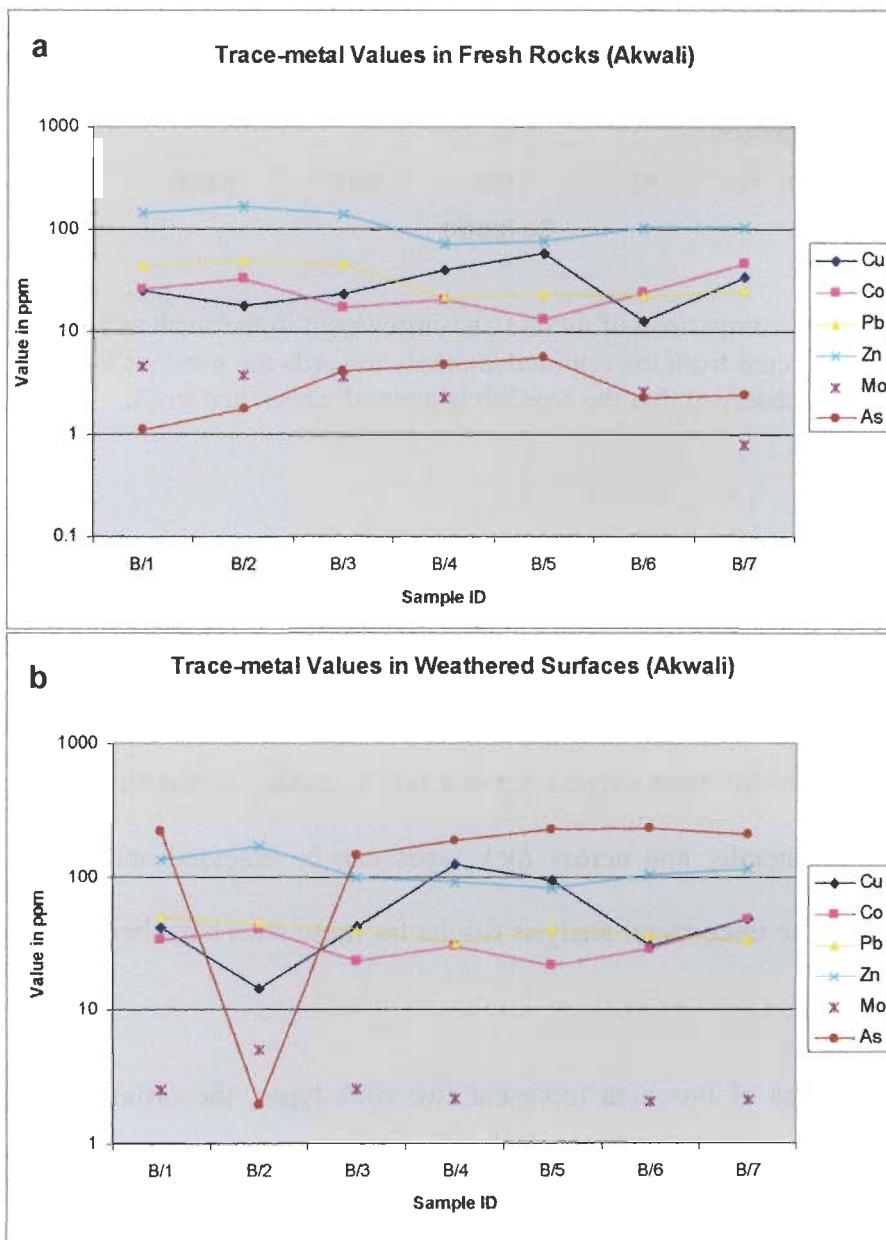 a
Trace-metal Values in Fresh Rocks (Akwali)
1000
100
10
1
0.1
Value in ppm
B/1 B/2 B/3 B/4 B/5 B/6 B/7
Sample ID
Cu
Co
Pb
Zn
Mo
As
b
Trace-metal Values in Weathered Surfaces (Akwali)
1000
100
10
1
Value in ppm
B/1 B/2 B/3 B/4 B/5 B/6 B/7
Sample ID
Cu
Co
Pb
Zn
Mo
As